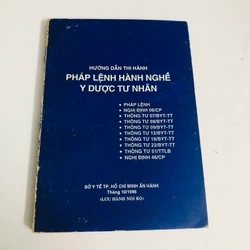 HƯỚNG DẪN THI HÀNH
PHÁP LỆNH HÀNH NGHỀ
Y DƯỢC TƯ NHÂN
• PHÁP LỆNH
• NGHỊ ĐỊNH 06/CP
• THÔNG TƯ 07/BYT-TT
• THÔNG TƯ 08/BYT-TT
• THÔNG TƯ 09/BYT-TT
• THÔNG TƯ 13/BYT-TT
• THÔNG TƯ 19/BYT-TT
• THÔNG TƯ 22/BYT-TT
• THÔNG TƯ 51/TTLB
• NGHỊ ĐỊNH 46/CP
SỞ Y TẾ TP. HỒ CHÍ MINH ẤN HÀNH
Tháng 10/1996
(LƯU HÀNH NỘI BỘ)